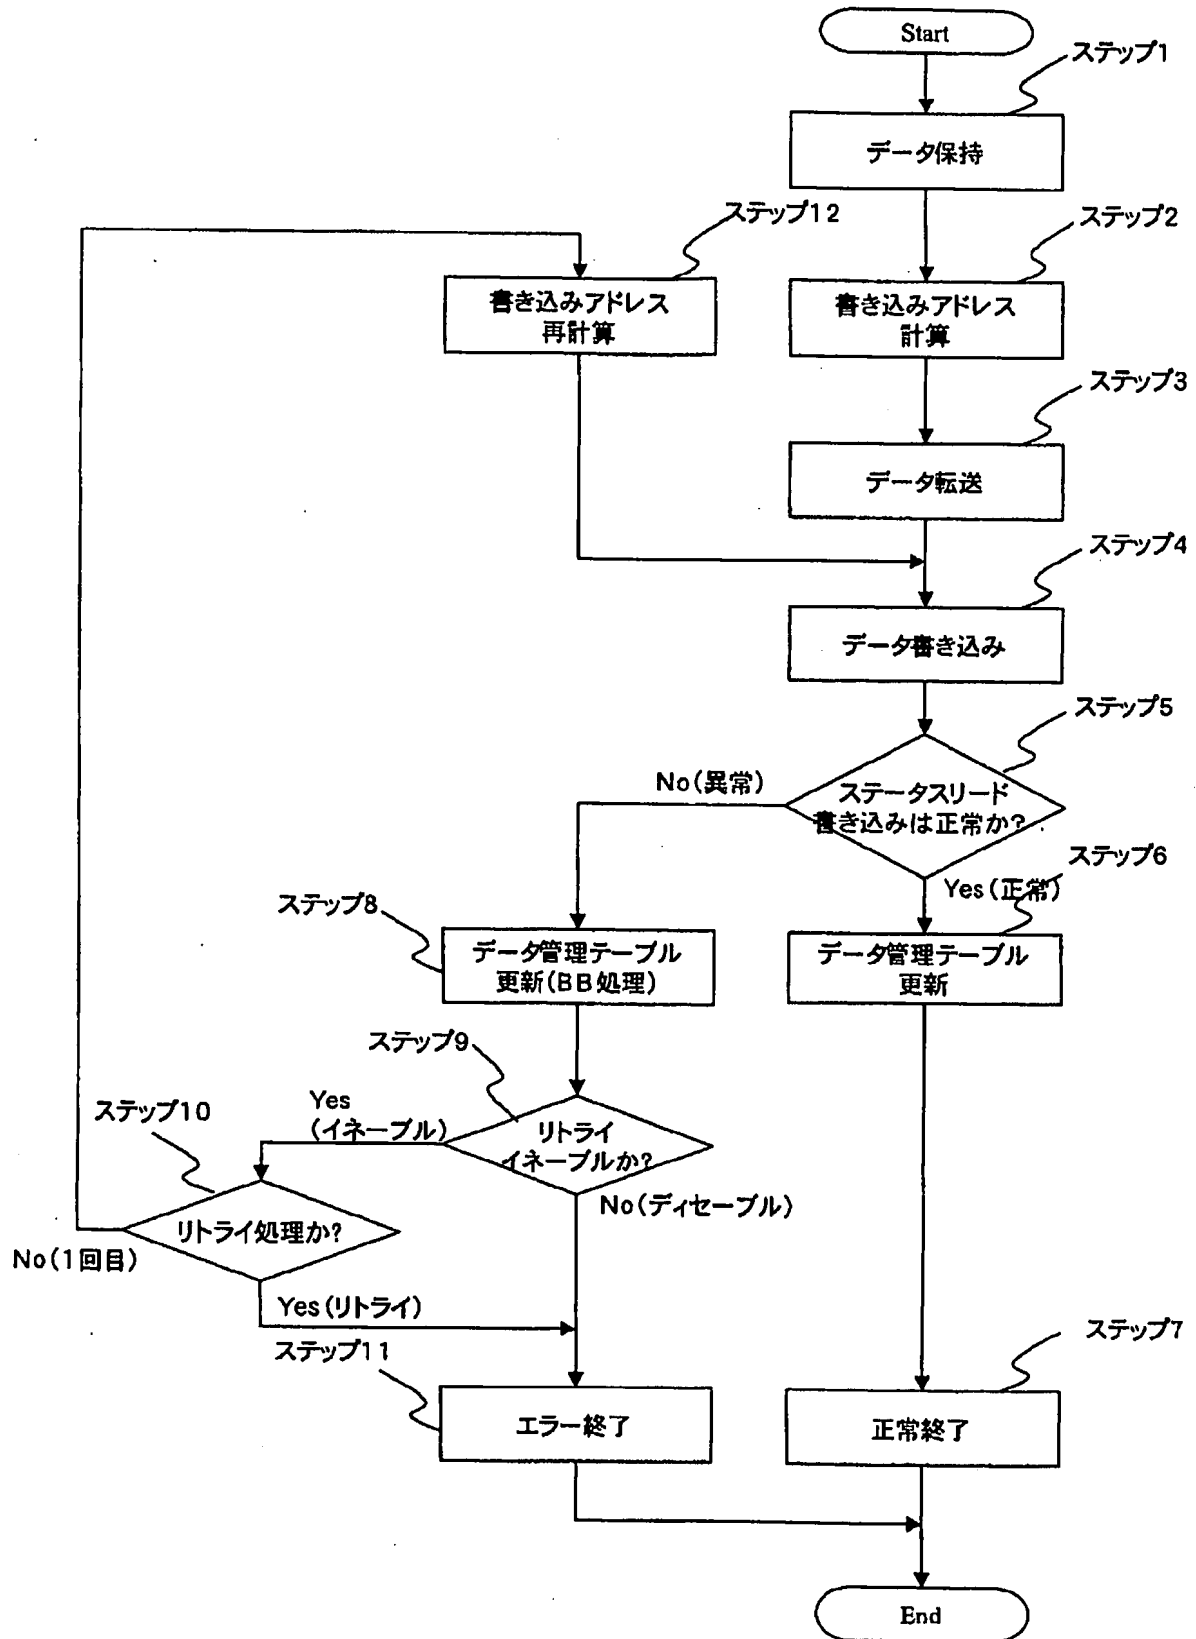 Start
ステップ1
データ保持
ステップ12
ステップ2
書き込みアドレス
再計算
書き込みアドレス
計算
ステップ3
データ転送
ステップ4
データ書き込み
ステップ5
No(異常)
ステータスリード
書き込みは正常か?
ステップ6
Yes(正常)
ステップ8
データ管理テーブル
更新(BB処理)
データ管理テーブル
更新
ステップ9
ステップ10
Yes
(イネーブル)
リトライ
イネーブルか?
No(ディセーブル)
リトライ処理か?
No(1回目)
Yes(リトライ)
ステップ7
ステップ11
エラー終了
正常終了
End